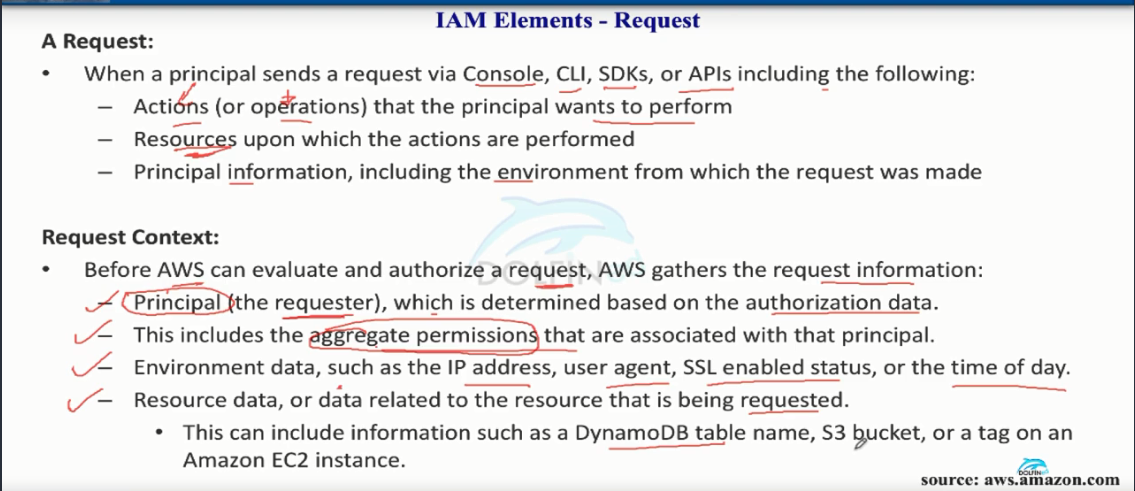 IAM Elements - Request
A Request:
• When a principal sends a request via Console, CLI, SDKs, or APIs including the following:
– Actions (or operations) that the principal wants to perform
– Resources upon which the actions are performed
– Principal information, including the environment from which the request was made
Request Context:
• Before AWS can evaluate and authorize a request, AWS gathers the request information:
– Principal (the requester), which is determined based on the authorization data.
– This includes the aggregate permissions that are associated with that principal.
– Environment data, such as the IP address, user agent, SSL enabled status, or the time of day.
– Resource data, or data related to the resource that is being requested.
• This can include information such as a DynamoDB table name, S3 bucket, or a tag on an
Amazon EC2 instance.
DOLFIN
DOLFIN
source: aws.amazon.com